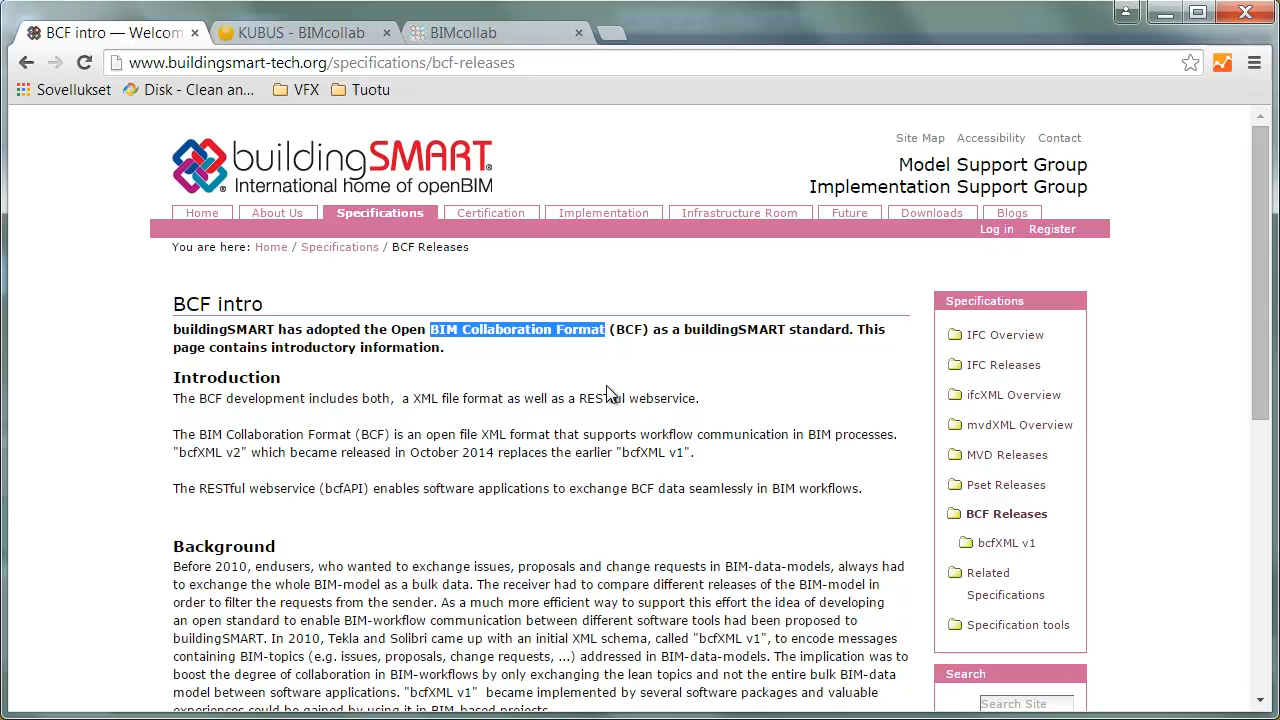 BCF intro — Welcom
KUBUS - BIMcollab
BIMcollab
www.buildingsmart-tech.org/specifications/bcf-releases
Sovellukset
Disk - Clean an...
VFX
Tuotu
buildingSMART®
International home of openBIM
Site Map Accessibility Contact
Model Support Group
Implementation Support Group
Home About Us Specifications Certification Implementation Infrastructure Room Future Downloads Blogs
Log in Register
You are here: Home / Specifications / BCF Releases
BCF intro
buildingSMART has adopted the Open BIM Collaboration Format (BCF) as a buildingSMART standard. This
page contains introductory information.
Introduction
The BCF development includes both, a XML file format as well as a RESTful webservice.
The BIM Collaboration Format (BCF) is an open file XML format that supports workflow communication in BIM processes.
"bcfXML v2" which became released in October 2014 replaces the earlier "bcfXML v1".
The RESTful webservice (bcfAPI) enables software applications to exchange BCF data seamlessly in BIM workflows.
Background
Before 2010, endusers, who wanted to exchange issues, proposals and change requests in BIM-data-models, always had
to exchange the whole BIM-model as a bulk data. The receiver had to compare different releases of the BIM-model in
order to filter the requests from the sender. As a much more efficient way to support this effort the idea of developing
an open standard to enable BIM-workflow communication between different software tools had been proposed to
buildingSMART. In 2010, Tekla and Solibri came up with an initial XML schema, called "bcfXML v1", to encode messages
containing BIM-topics (e.g. issues, proposals, change requests, ...) addressed in BIM-data-models. The implication was to
boost the degree of collaboration in BIM-workflows by only exchanging the lean topics and not the entire bulk BIM-data
model between software applications. "bcfXML v1" became implemented by several software packages and valuable
experiences could be gained by using it in BIM-based projects.
Specifications
IFC Overview
IFC Releases
ifcXML Overview
mvdXML Overview
MVD Releases
Pset Releases
BCF Releases
bcfXML v1
Related
Specifications
Specification tools
Search
Search Site